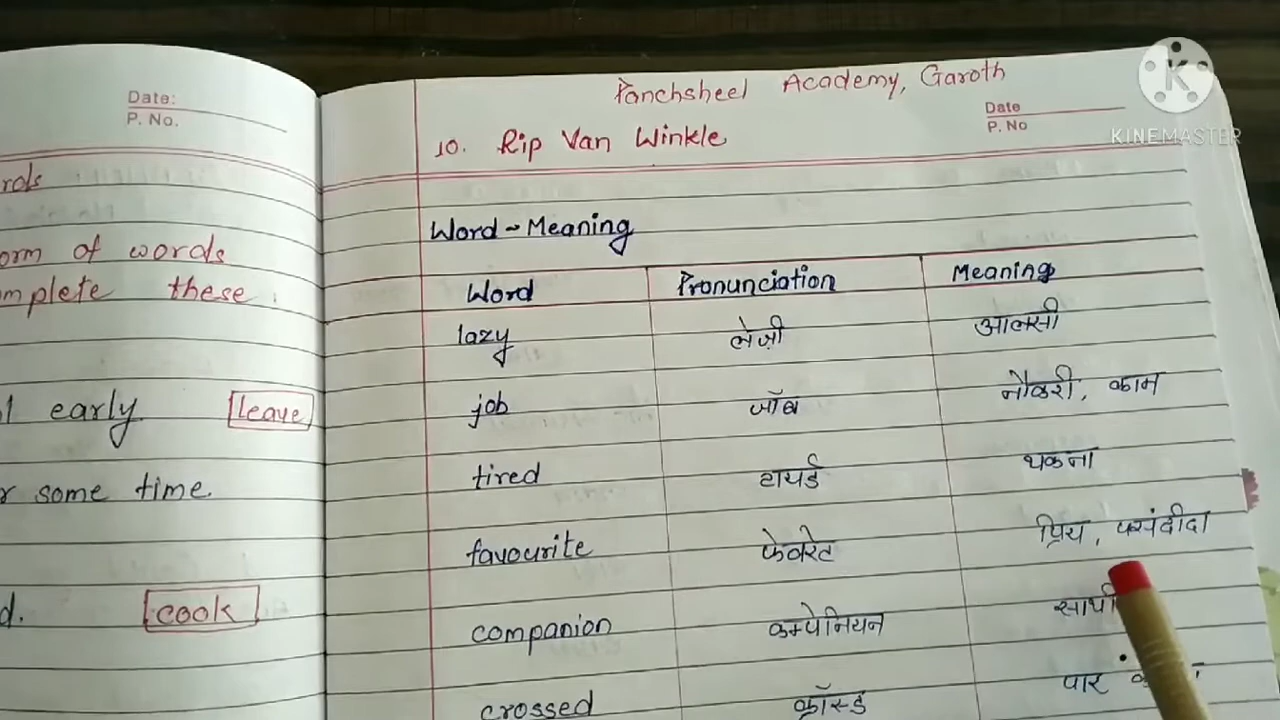 Date:
P. No.
rds
orm of words
mplete these
l early leave
r some time.
d. cook
Panchsheel Academy, Garoth
Date
P. No
KINEMASTER
10. Rip Van Winkle
Word - Meaning
Word Pronunciation Meaning
lazy लेज़ी आलसी
job जॉब नौकरी, काम
tired टायर्ड थकना
favourite फेवरेट प्रिय, पसंदीदा
companion कम्पेनियन साथी
crossed क्रॉस्ड पार